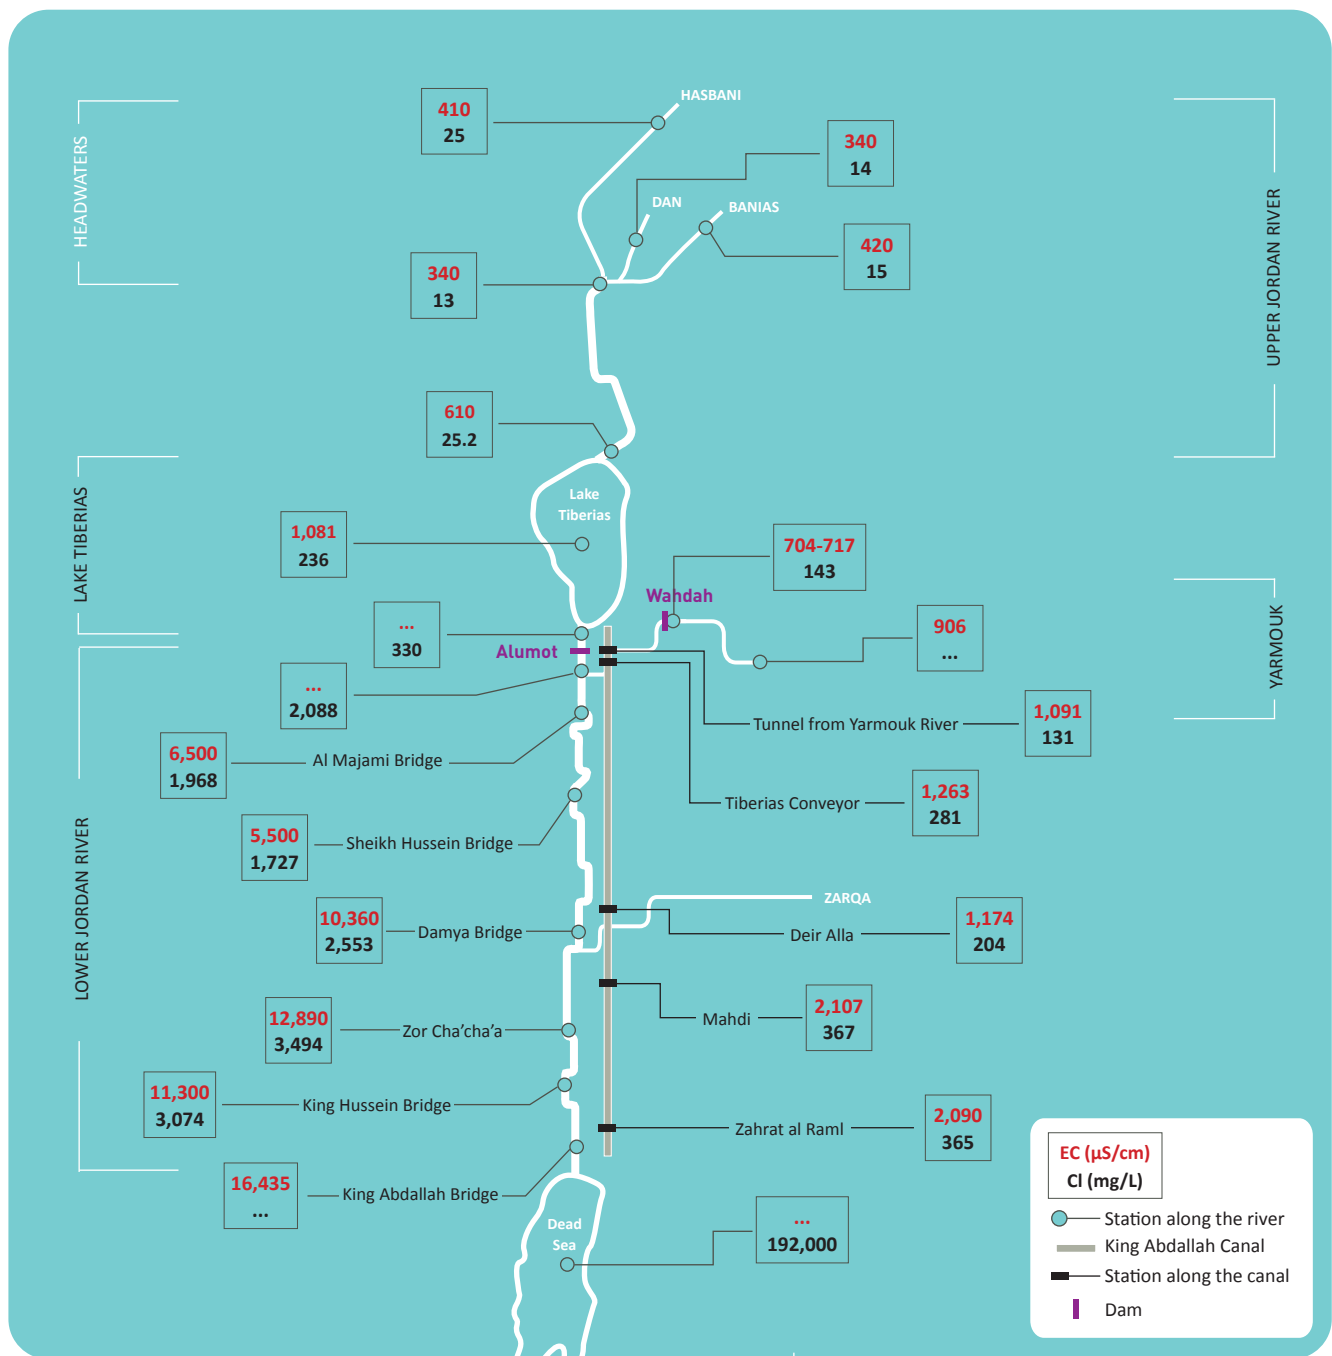 HASBANI
410
25
340
14
HEADWATERS
DAN
BANIAS
420
15
340
13
UPPER JORDAN RIVER
610
25.2
LAKE TIBERIAS
Lake
Tiberias
1,081
236
704-717
143
Wahdah
...
330
Alumot
906
...
YARMOUK
...
2,088
Tunnel from Yarmouk River
1,091
131
6,500
1,968
Al Majami Bridge
Tiberias Conveyor
1,263
281
5,500
1,727
Sheikh Hussein Bridge
LOWER JORDAN RIVER
ZARQA
10,360
2,553
Damya Bridge
Deir Alla
1,174
204
12,890
3,494
Zor Cha’cha’a
Mahdi
2,107
367
11,300
3,074
King Hussein Bridge
Zahrat al Raml
2,090
365
16,435
...
King Abdallah Bridge
Dead
Sea
...
192,000
EC (µS/cm)
Cl (mg/L)
Station along the river
King Abdallah Canal
Station along the canal
Dam